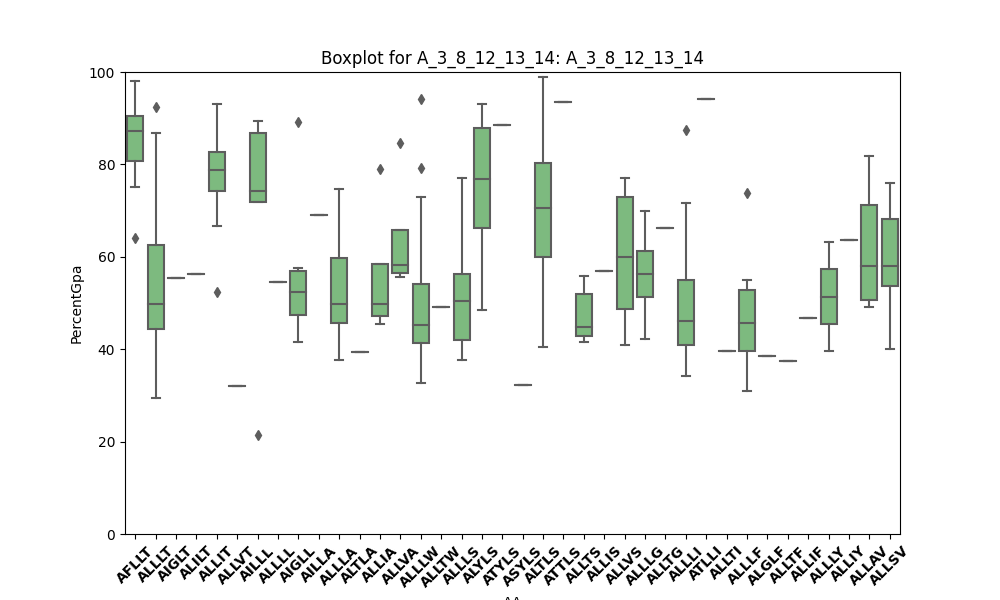 Boxplot for A_3_8_12_13_14: A_3_8_12_13_14
PercentGpa
100
80
60
40
20
0
AFLLT
ALLLT
AIGLT
ALILT
ALLIT
ALLVT
AILLL
ALLLL
AIGLL
AILLA
ALLLA
ALTLA
ALLIA
ALLVA
ALLLW
ALLTW
ALLLS
ALYLS
ATYLS
ASYLS
ALTLS
ATTLS
ALLTS
ALLIS
ALLVS
ALLLG
ALLTG
ALLLI
ATLLI
ALLTI
ALLLF
ALGLF
ALLTF
ALLIF
ALLLY
ALLIY
ALLAV
ALLSV